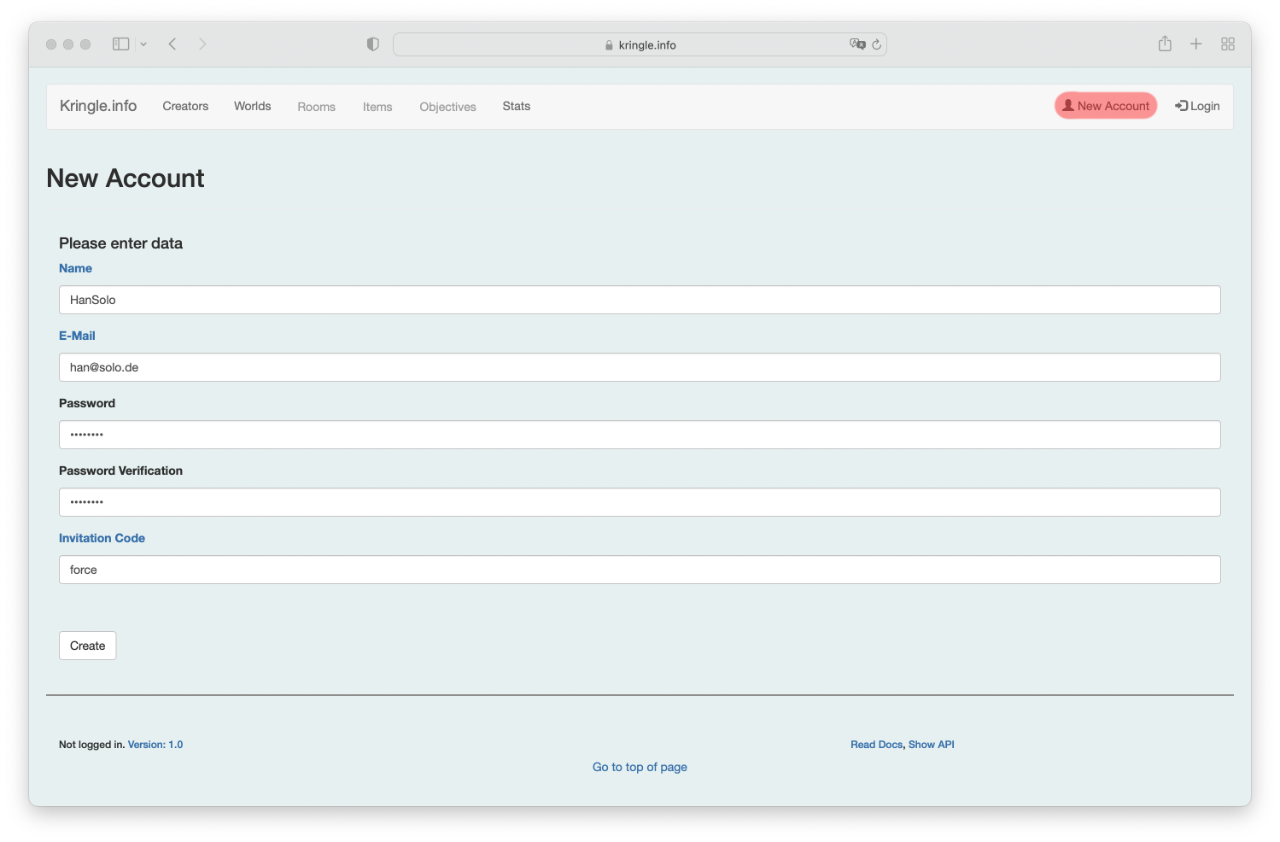 kringle.info
Kringle.info Creators Worlds Rooms Items Objectives Stats New Account Login
New Account
Please enter data
Name
HanSolo
E-Mail
han@solo.de
Password
••••••••
Password Verification
••••••••
Invitation Code
force
Create
Not logged in. Version: 1.0 Read Docs, Show API
Go to top of page